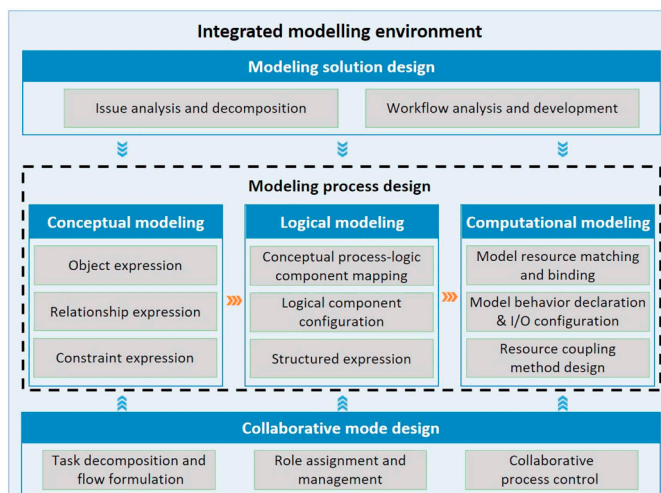 Integrated modelling environment
Modeling solution design
Issue analysis and decomposition
Workflow analysis and development
Modeling process design
Conceptual modeling
Object expression
Relationship expression
Constraint expression
Logical modeling
Conceptual process-logic
component mapping
Logical component
configuration
Structured expression
Computational modeling
Model resource matching
and binding
Model behavior declaration
& I/O configuration
Resource coupling
method design
Collaborative mode design
Task decomposition and
flow formulation
Role assignment and
management
Collaborative
process control